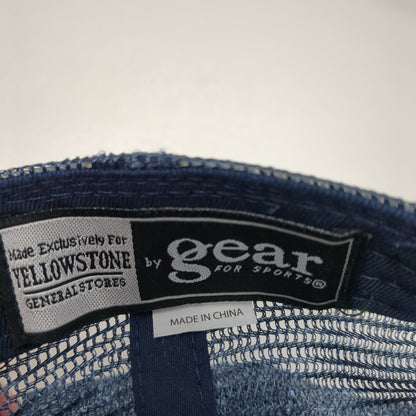 Made Exclusively For
YELLOWSTONE
GENERAL STORES
by gear
FOR SPORTS®
MADE IN CHINA